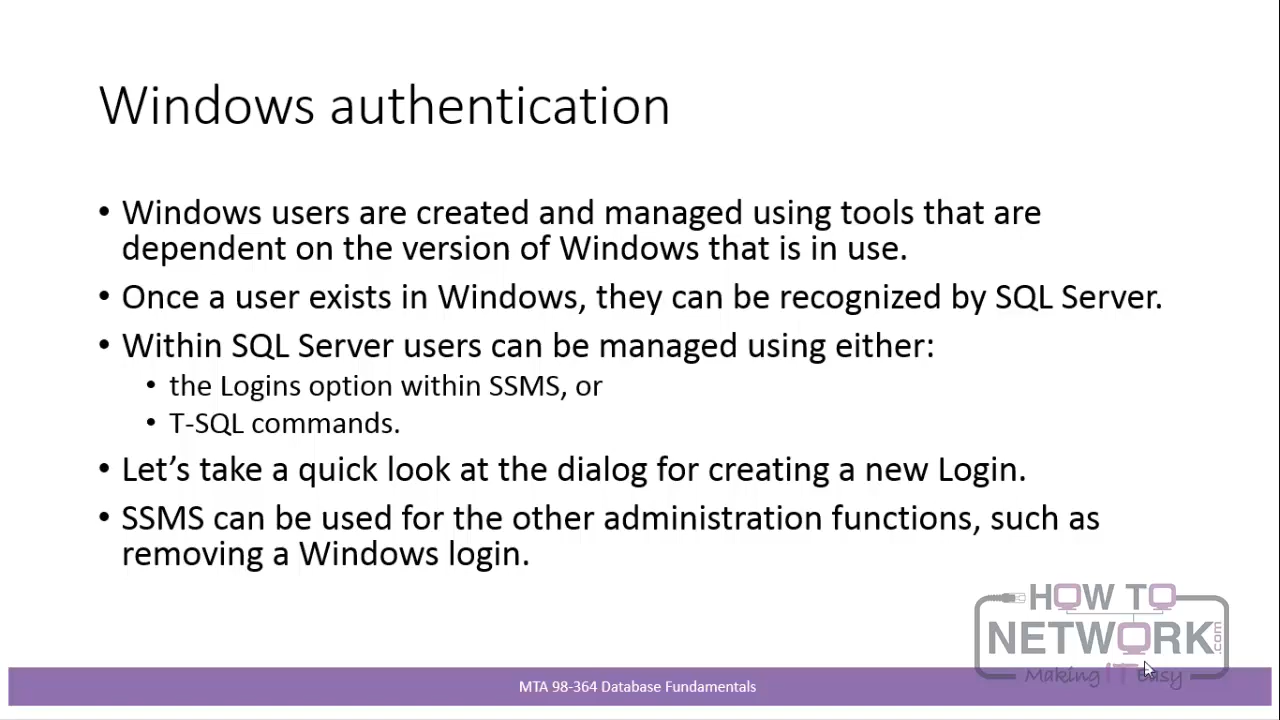 Windows authentication
• Windows users are created and managed using tools that are
dependent on the version of Windows that is in use.
• Once a user exists in Windows, they can be recognized by SQL Server.
• Within SQL Server users can be managed using either:
• the Logins option within SSMS, or
• T-SQL commands.
• Let’s take a quick look at the dialog for creating a new Login.
• SSMS can be used for the other administration functions, such as
removing a Windows login.
HOW TO
NETWORK.com
Making IT Easy
MTA 98-364 Database Fundamentals